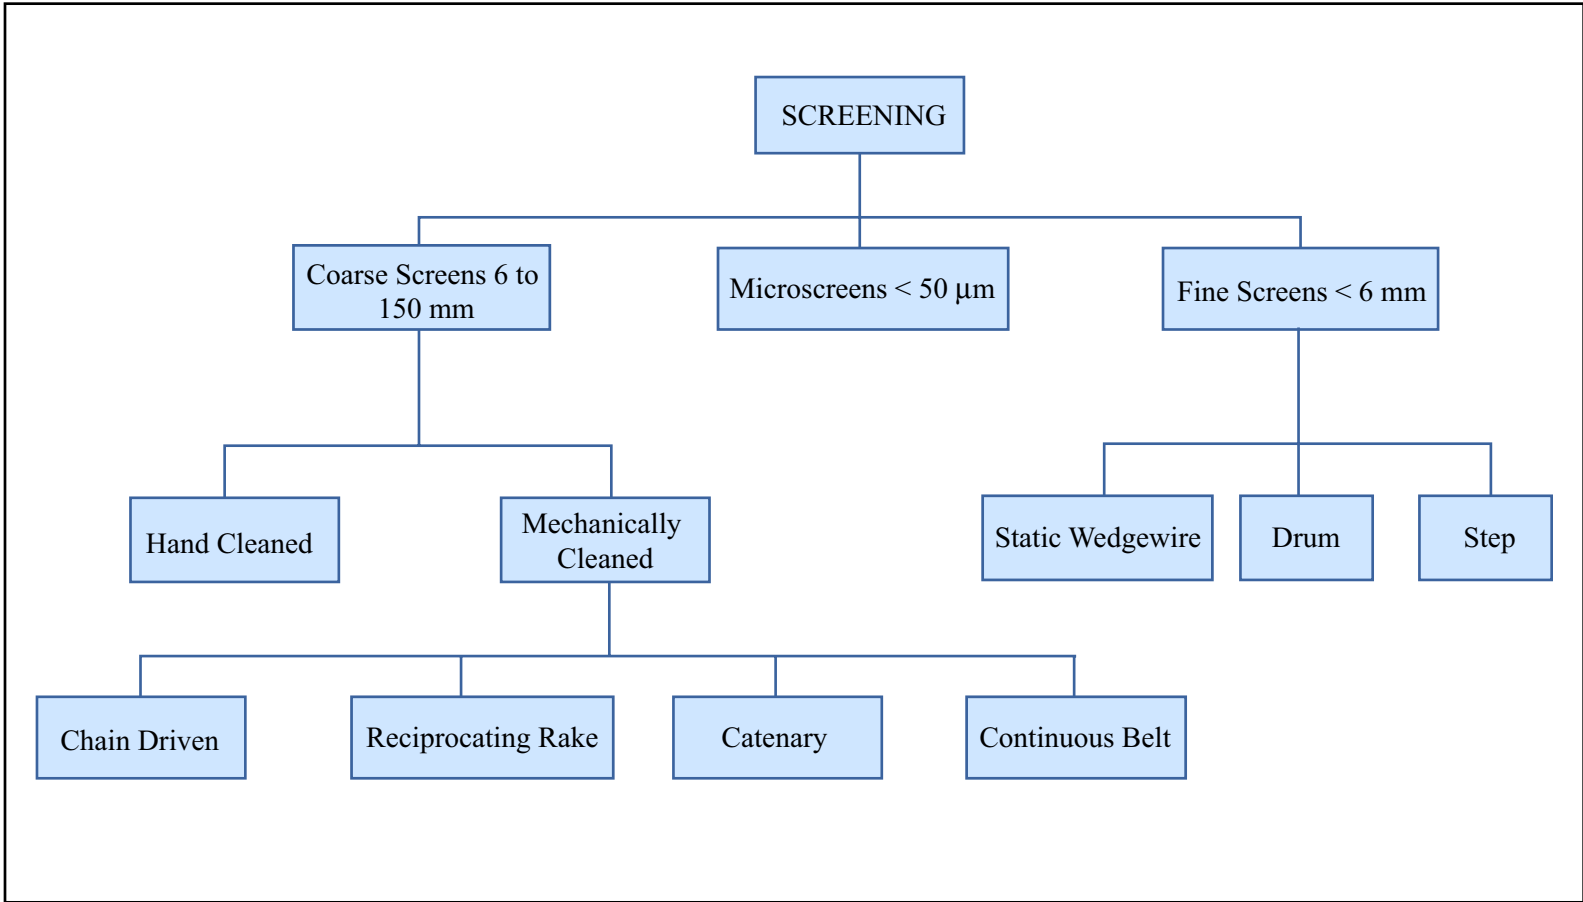 SCREENING
Coarse Screens 6 to
150 mm
Microscreens < 50 μm
Fine Screens < 6 mm
Hand Cleaned
Mechanically
Cleaned
Static Wedgewire
Drum
Step
Chain Driven
Reciprocating Rake
Catenary
Continuous Belt